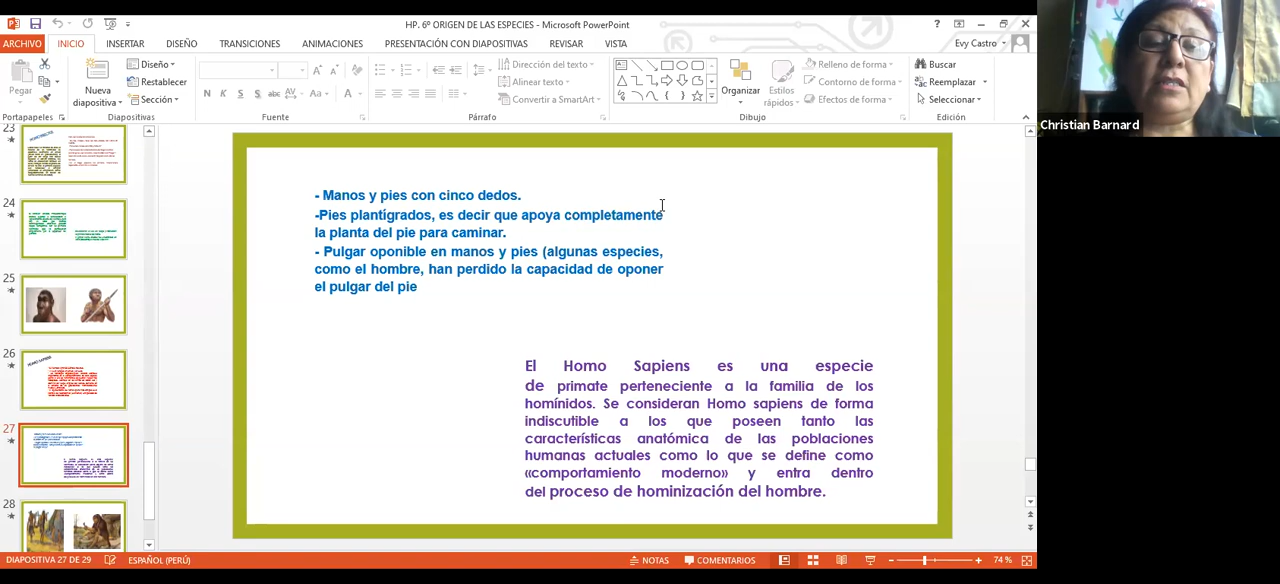 HP. 6º ORIGEN DE LAS ESPECIES - Microsoft PowerPoint
ARCHIVO INICIO INSERTAR DISEÑO TRANSICIONES ANIMACIONES PRESENTACIÓN CON DIAPOSITIVAS REVISAR VISTA
Evy Castro
Pegar
Nueva diapositiva
Diseño
Restablecer
Sección
N K S S abc AV Aa A
Dirección del texto
Alinear texto
Convertir a SmartArt
Organizar
Estilos rápidos
Relleno de forma
Contorno de forma
Efectos de forma
Buscar
Reemplazar
Seleccionar
Portapapeles Diapositivas Fuente Párrafo Dibujo Edición
Christian Barnard
23
24
25
26
27
28
- Manos y pies con cinco dedos.
-Pies plantígrados, es decir que apoya completamente
la planta del pie para caminar.
- Pulgar oponible en manos y pies (algunas especies,
como el hombre, han perdido la capacidad de oponer
el pulgar del pie
El Homo Sapiens es una especie
de primate perteneciente a la familia de los
homínidos. Se consideran Homo sapiens de forma
indiscutible a los que poseen tanto las
características anatómica de las poblaciones
humanas actuales como lo que se define como
«comportamiento moderno» y entra dentro
del proceso de hominización del hombre.
DIAPOSITIVA 27 DE 29 ESPAÑOL (PERÚ) NOTAS COMENTARIOS 74 %